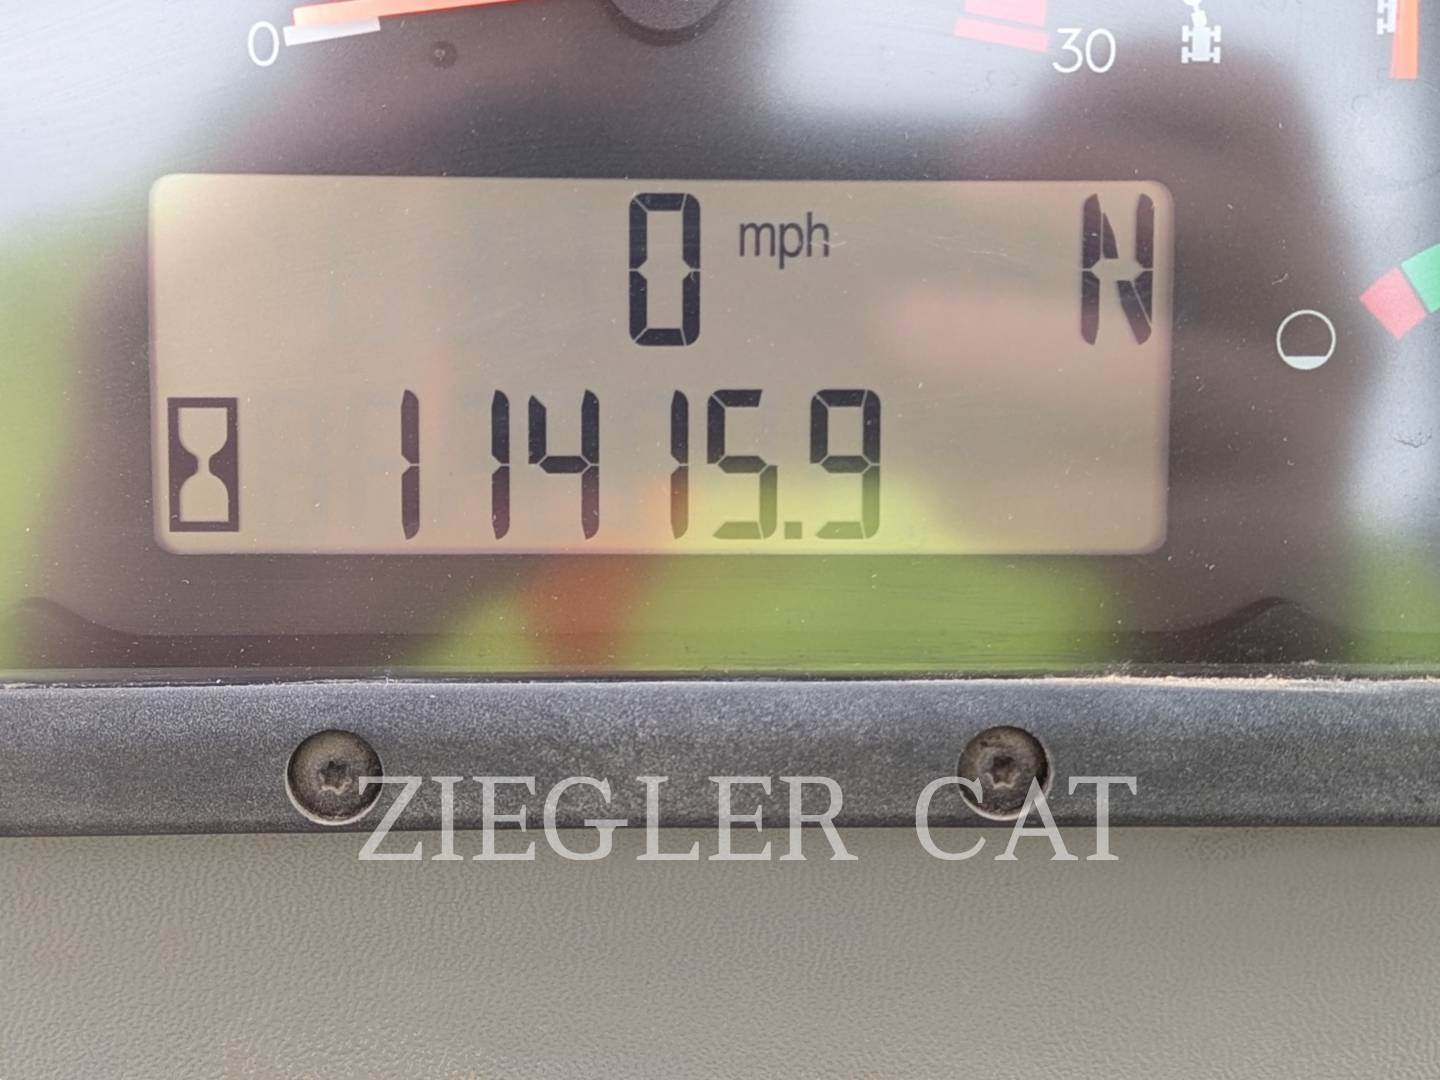 0 30
0 mph N
11415.9
ZIEGLER CAT